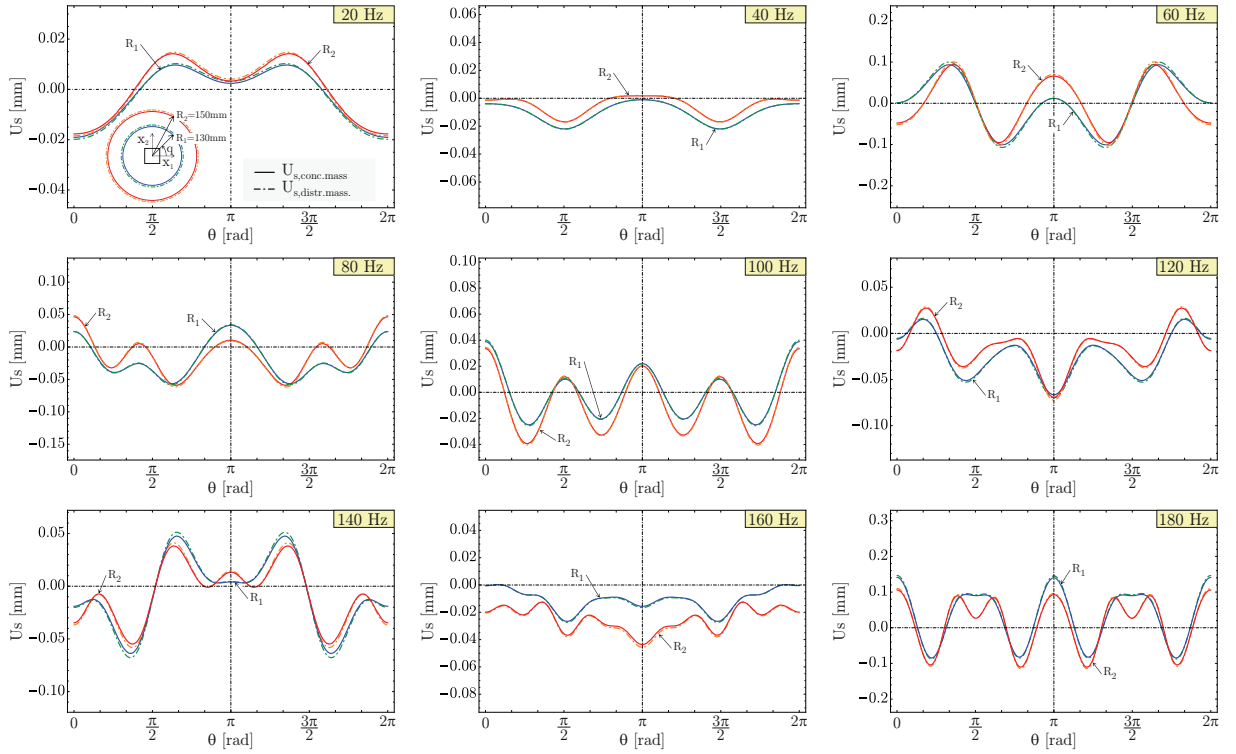 20 Hz
Us [mm]
0.02
0.00
−0.02
−0.04
R₁
R₂
R₂=150mm
R₁=130mm
x₂
q
x₁
U_{s,conc.mass}
U_{s,distr.mass.}
0 π/2 π 3π/2 2π
θ [rad]
40 Hz
Us [mm]
0.04
0.02
0.00
−0.02
−0.04
−0.06
R₂
R₁
0 π/2 π 3π/2 2π
θ [rad]
60 Hz
Us [mm]
0.2
0.1
0.0
−0.1
−0.2
R₂
R₁
0 π/2 π 3π/2 2π
θ [rad]
80 Hz
Us [mm]
0.10
0.05
0.00
−0.05
−0.10
−0.15
R₂
R₁
0 π/2 π 3π/2 2π
θ [rad]
100 Hz
Us [mm]
0.10
0.08
0.06
0.04
0.02
0.00
−0.02
−0.04
R₁
R₂
0 π/2 π 3π/2 2π
θ [rad]
120 Hz
Us [mm]
0.05
0.00
−0.05
−0.10
R₂
R₁
0 π/2 π 3π/2 2π
θ [rad]
140 Hz
Us [mm]
0.05
0.00
−0.05
−0.10
R₂
R₁
0 π/2 π 3π/2 2π
θ [rad]
160 Hz
Us [mm]
0.04
0.02
0.00
−0.02
−0.04
−0.06
−0.08
R₁
R₂
0 π/2 π 3π/2 2π
θ [rad]
180 Hz
Us [mm]
0.3
0.2
0.1
0.0
−0.1
−0.2
R₁
R₂
0 π/2 π 3π/2 2π
θ [rad]